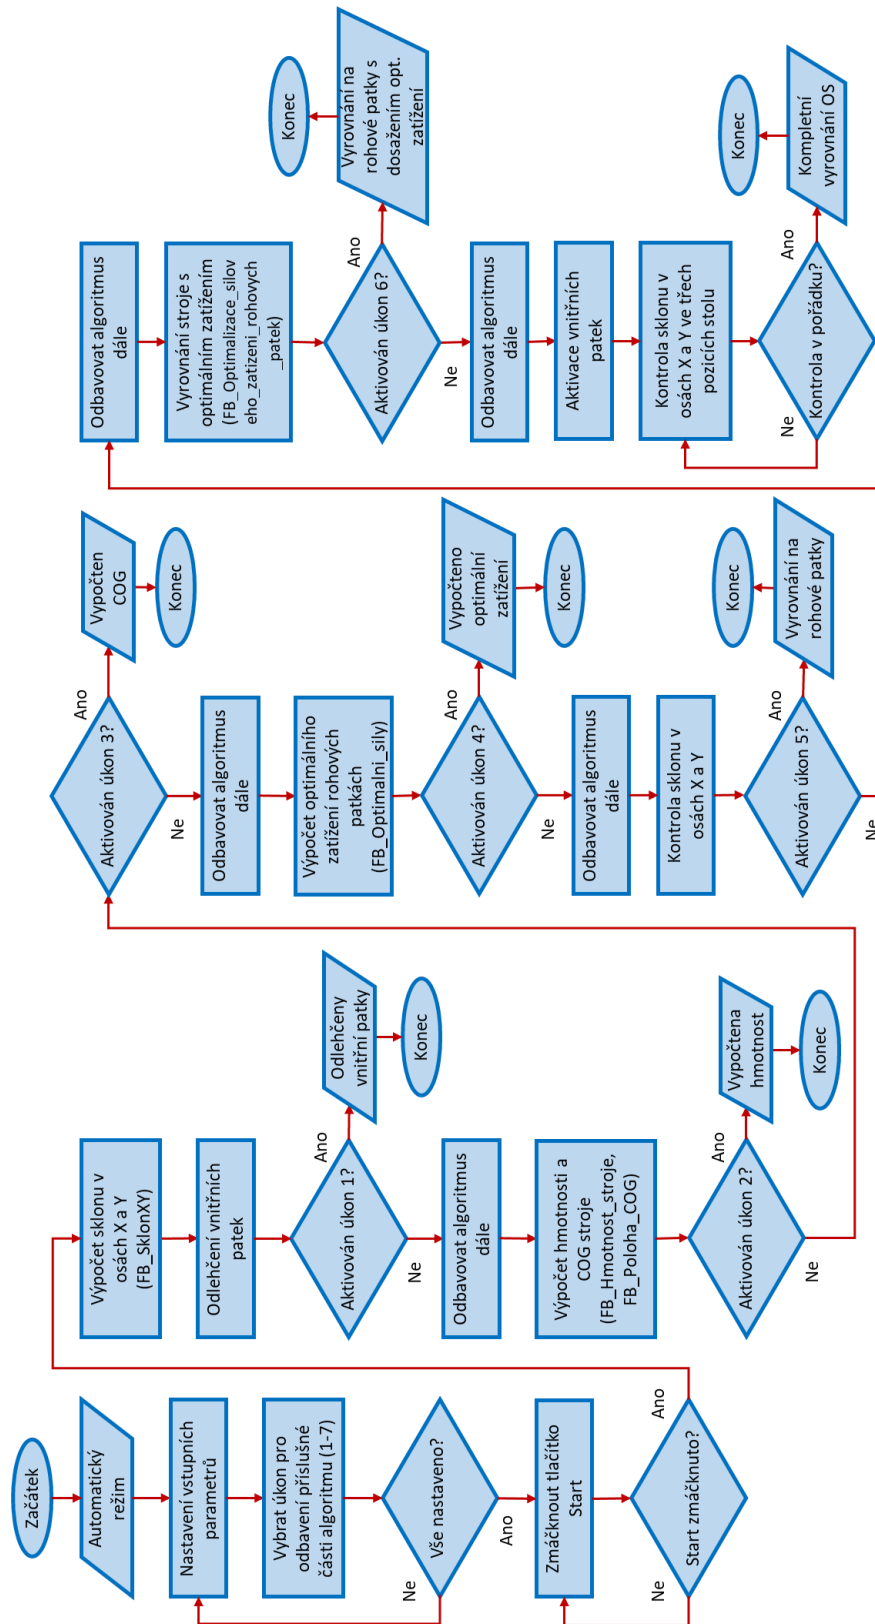 Začátek
Automatický
režim
Nastavení vstupních
parametrů
Vybrat úkon pro
odbavení příslušné
části algoritmu (1-7)
Vše nastaveno?
Ne
Ano
Zmáčknout tlačítko
Start
Start zmáčknuto?
Ne
Ano
Výpočet sklonu v
osách X a Y
(FB_SklonXY)
Odlehčení vnitřních
patek
Aktivován úkon 1?
Ano
Odlehčeny
vnitřní patky
Konec
Ne
Odbavovat algoritmus
dále
Výpočet hmotnosti a
COG stroje
(FB_Hmotnost_stroje,
FB_Poloha_COG)
Aktivován úkon 2?
Ano
Vypočtena
hmotnost
Konec
Ne
Aktivován úkon 3?
Ano
Vypočten
COG
Konec
Ne
Odbavovat algoritmus
dále
Výpočet optimálního
zatížení rohových
patkách
(FB_Optimalni_sily)
Aktivován úkon 4?
Ano
Vypočteno
optimální
zatížení
Konec
Ne
Odbavovat algoritmus
dále
Kontrola sklonu v
osách X a Y
Aktivován úkon 5?
Ano
Vyrovnání na
rohové patky
Konec
Ne
Odbavovat algoritmus
dále
Vyrovnání stroje s
optimálním zatížením
(FB_Optimalizace_silov
eho_zatizeni_rohovych
_patek)
Aktivován úkon 6?
Ano
Vyrovnání na
rohové patky s
dosažením opt.
zatížení
Konec
Ne
Odbavovat algoritmus
dále
Aktivace vnitřních
patek
Kontrola sklonu v
osách X a Y ve třech
pozicích stolu
Kontrola v pořádku?
Ne
Ano
Kompletní
vyrovnání OS
Konec